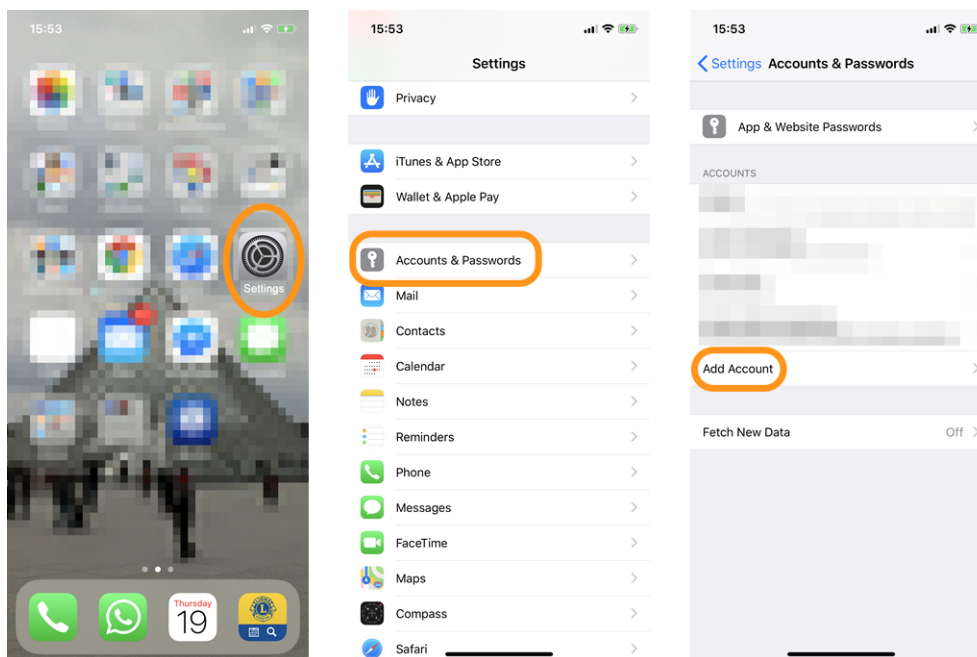 15:53
Settings
Thursday
19
L
15:53
Settings
Privacy
iTunes & App Store
Wallet & Apple Pay
Accounts & Passwords
Mail
Contacts
Calendar
Notes
Reminders
Phone
Messages
FaceTime
Maps
Compass
Safari
15:53
Settings Accounts & Passwords
App & Website Passwords
ACCOUNTS
Add Account
Fetch New Data Off